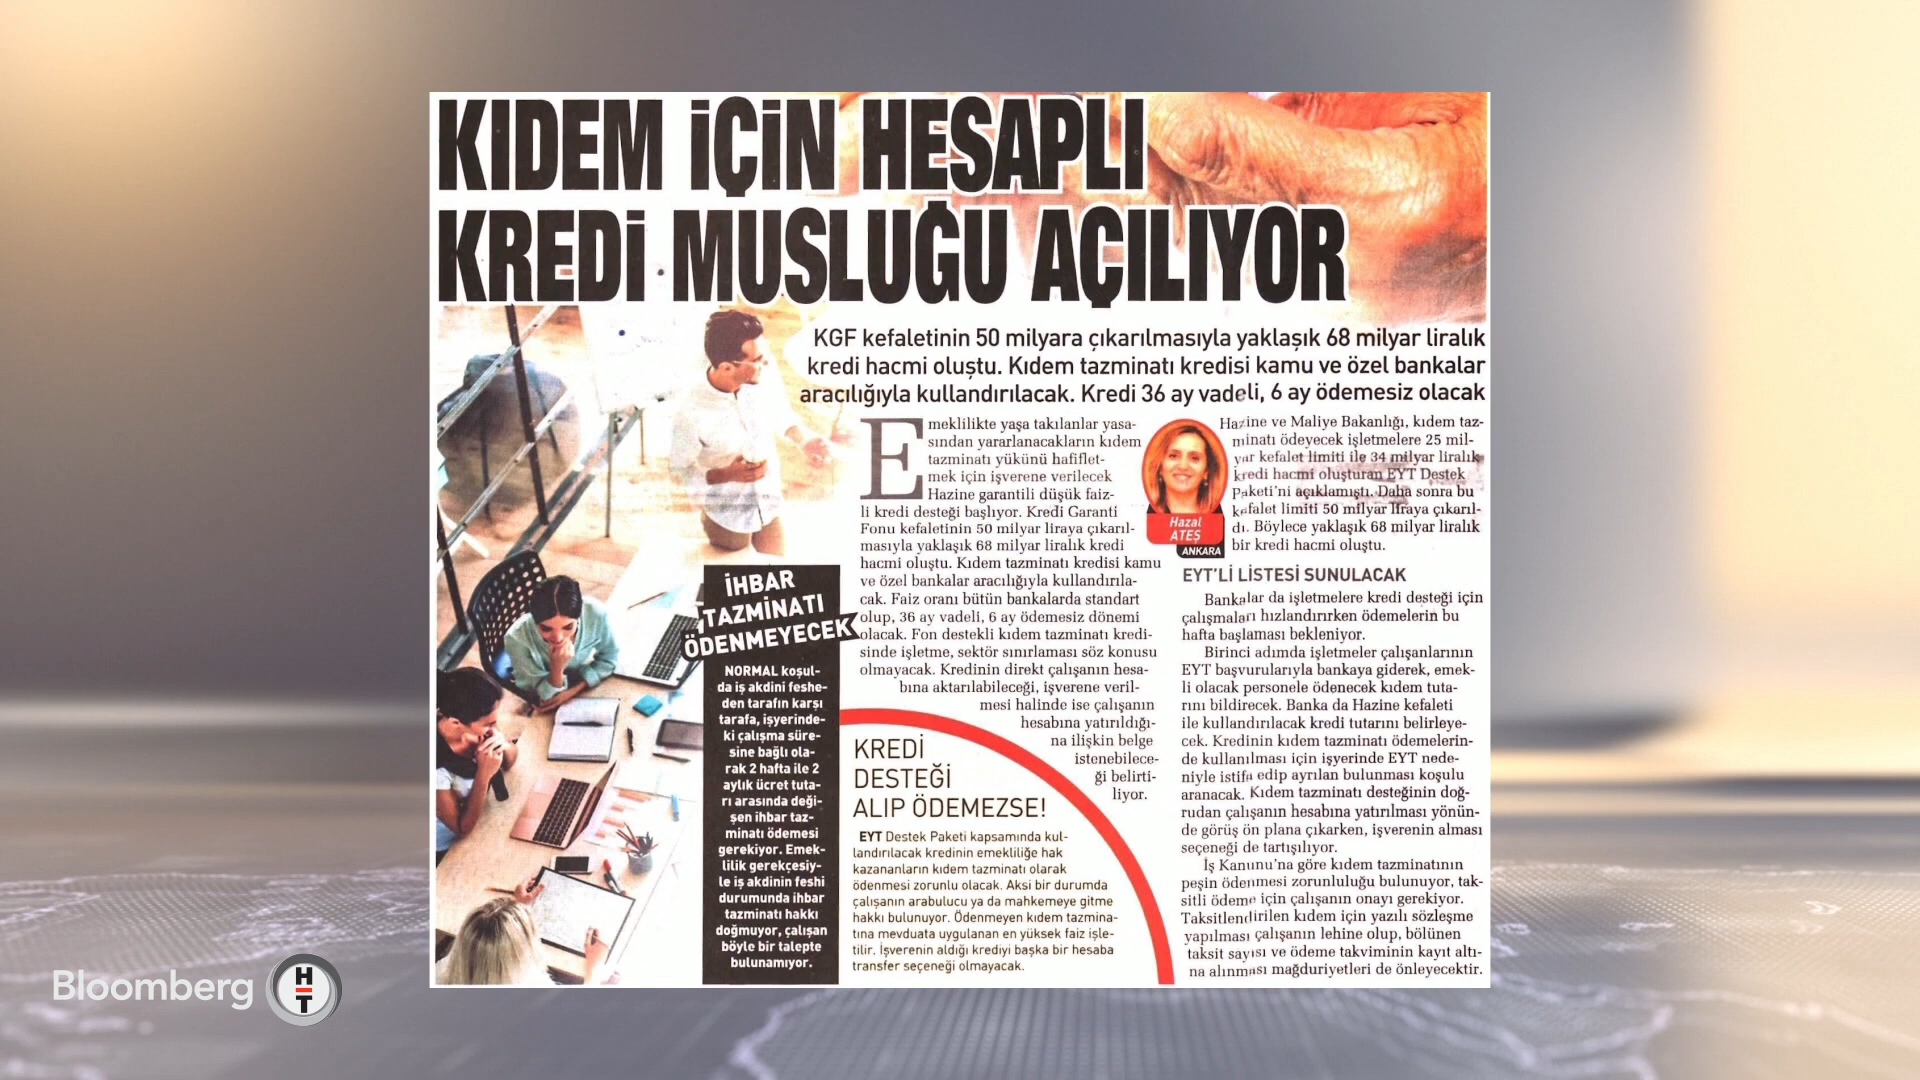 KIDEM İÇİN HESAPLI
KREDİ MUSLUĞU AÇILIYOR
KGF kefaletinin 50 milyara çıkarılmasıyla yaklaşık 68 milyar liralık
kredi hacmi oluştu. Kıdem tazminatı kredisi kamu ve özel bankalar
aracılığıyla kullandırılacak. Kredi 36 ay vadeli, 6 ay ödemesiz olacak
Emeklilikte yaşa takılanlar yasa-
sından yararlanacakların kıdem
tazminatı yükünü hafiflet-
mek için işverene verilecek
Hazine garantili düşük faiz-
li kredi desteği başlıyor. Kredi Garanti
Fonu kefaletinin 50 milyar liraya çıkarıl-
masıyla yaklaşık 68 milyar liralık kredi
hacmi oluştu. Kıdem tazminatı kredisi kamu
ve özel bankalar aracılığıyla kullandırıla-
cak. Faiz oranı bütün bankalarda standart
olup, 36 ay vadeli, 6 ay ödemesiz dönemi
olacak. Fon destekli kıdem tazminatı kredi-
sinde işletme, sektör sınırlaması söz konusu
olmayacak. Kredinin direkt çalışanın hesa-
bına aktarılabileceği, işverene veril-
mesi halinde ise çalışanın
hesabına yatırıldığı-
na ilişkin belge
istenebilece-
ği belirti-
liyor.
Hazal
ATEŞ
ANKARA
Hazine ve Maliye Bakanlığı, kıdem taz-
minatı ödeyecek işletmelere 25 mil-
yar kefalet limiti ile 34 milyar liralık
kredi hacmi oluşturan EYT Destek
Paketi'ni açıklamıştı. Daha sonra bu
kefalet limiti 50 milyar liraya çıkarıl-
dı. Böylece yaklaşık 68 milyar liralık
bir kredi hacmi oluştu.
EYT'Lİ LİSTESİ SUNULACAK
Bankalar da işletmelere kredi desteği için
çalışmaları hızlandırırken ödemelerin bu
hafta başlaması bekleniyor.
Birinci adımda işletmeler çalışanlarının
EYT başvurularıyla bankaya giderek, emek-
li olacak personele ödenecek kıdem tuta-
rını bildirecek. Banka da Hazine kefaleti
ile kullandırılacak kredi tutarını belirleye-
cek. Kredinin kıdem tazminatı ödemelerin-
de kullanılması için işyerinde EYT nede-
niyle istifa edip ayrılan bulunması koşulu
aranacak. Kıdem tazminatı desteğinin doğ-
rudan çalışanın hesabına yatırılması yönün-
de görüş ön plana çıkarken, işverenin alması
seçeneği de tartışılıyor.
İş Kanunu'na göre kıdem tazminatının
peşin ödenmesi zorunluluğu bulunuyor, tak-
sitli ödeme için çalışanın onayı gerekiyor.
Taksitlendirilen kıdem için yazılı sözleşme
yapılması çalışanın lehine olup, bölünen
taksit sayısı ve ödeme takviminin kayıt altı-
na alınması mağduriyetleri de önleyecektir.
İHBAR
TAZMİNATI
ÖDENMEYECEK
NORMAL koşul-
da iş akdini feshe-
den tarafın karşı
tarafa, işyerinde-
ki çalışma süre-
sine bağlı ola-
rak 2 hafta ile 2
aylık ücret tuta-
rı arasında deği-
şen ihbar taz-
minatı ödemesi
gerekiyor. Emek-
lilik gerekçesiy-
le iş akdinin feshi
durumunda ihbar
tazminatı hakkı
doğmuyor, çalışan
böyle bir talepte
bulunamıyor.
KREDİ
DESTEĞİ
ALIP ÖDEMEZSE!
EYT Destek Paketi kapsamında kul-
landırılacak kredinin emekliliğe hak
kazananların kıdem tazminatı olarak
ödenmesi zorunlu olacak. Aksi bir durumda
çalışanın arabulucu ya da mahkemeye gitme
hakkı bulunuyor. Ödenmeyen kıdem tazmina-
tına mevduata uygulanan en yüksek faiz işle-
tilir. İşverenin aldığı krediyi başka bir hesaba
transfer seçeneği olmayacak.
Bloomberg HT